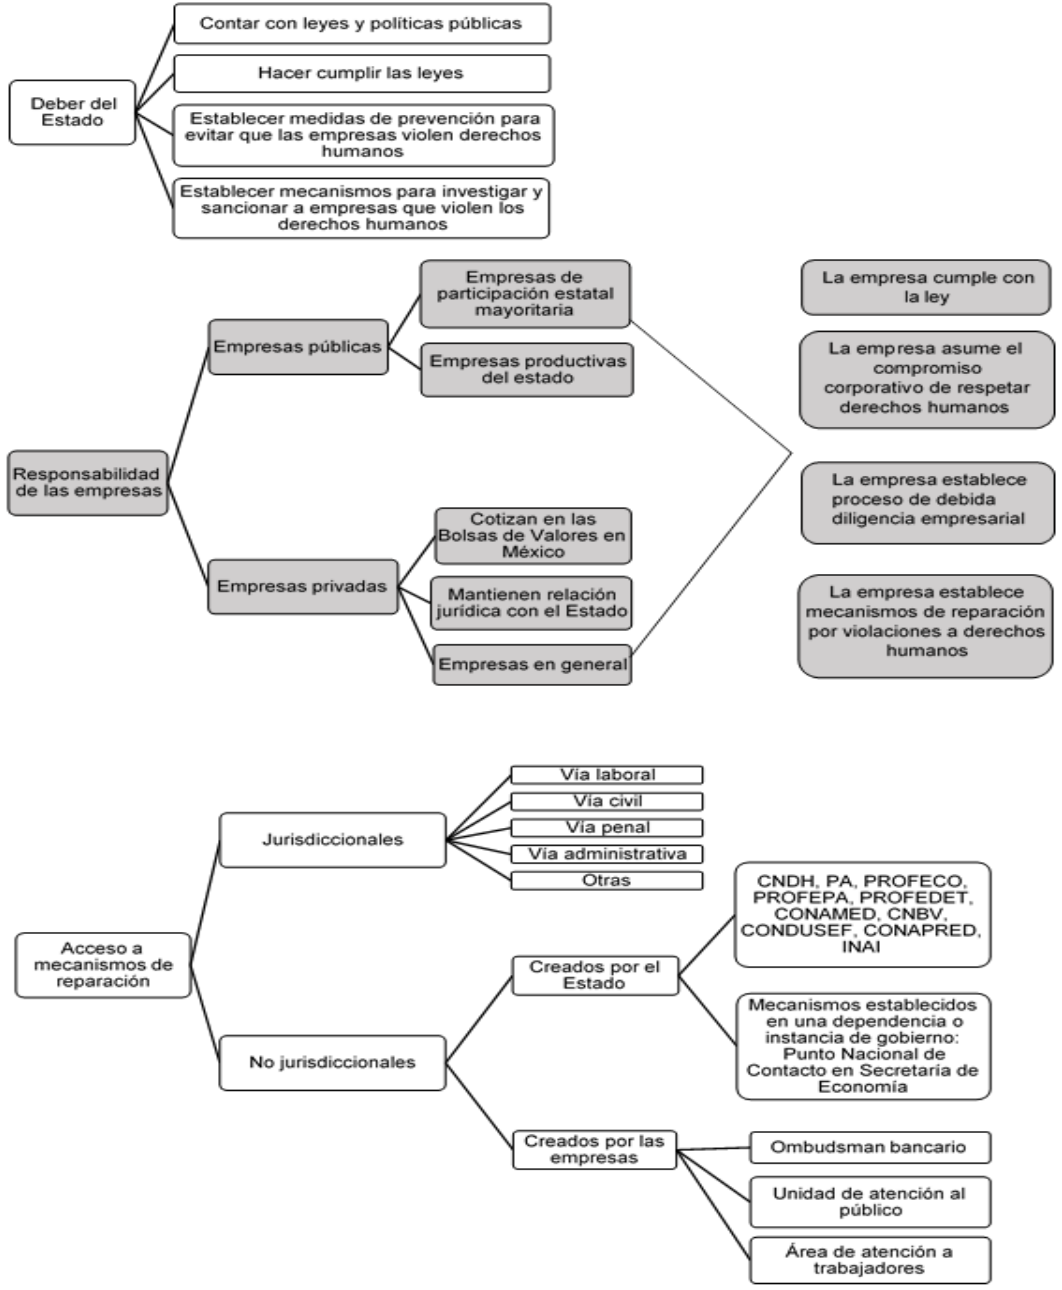 Contar con leyes y políticas públicas
Hacer cumplir las leyes
Deber del
Estado
Establecer medidas de prevención para
evitar que las empresas violen derechos
humanos
Establecer mecanismos para investigar y
sancionar a empresas que violen los
derechos humanos
Responsabilidad
de las empresas
Empresas públicas
Empresas de
participación estatal
mayoritaria
Empresas productivas
del estado
Empresas privadas
Cotizan en las
Bolsas de Valores en
México
Mantienen relación
jurídica con el Estado
Empresas en general
La empresa cumple con
la ley
La empresa asume el
compromiso
corporativo de respetar
derechos humanos
La empresa establece
proceso de debida
diligencia empresarial
La empresa establece
mecanismos de reparación
por violaciones a derechos
humanos
Acceso a
mecanismos de
reparación
Jurisdiccionales
Vía laboral
Vía civil
Vía penal
Vía administrativa
Otras
No jurisdiccionales
Creados por el
Estado
CNDH, PA, PROFECO,
PROFEPA, PROFEDET,
CONAMED, CNBV,
CONDUSEF, CONAPRED,
INAI
Mecanismos establecidos
en una dependencia o
instancia de gobierno:
Punto Nacional de
Contacto en Secretaría de
Economía
Creados por las
empresas
Ombudsman bancario
Unidad de atención al
público
Área de atención a
trabajadores